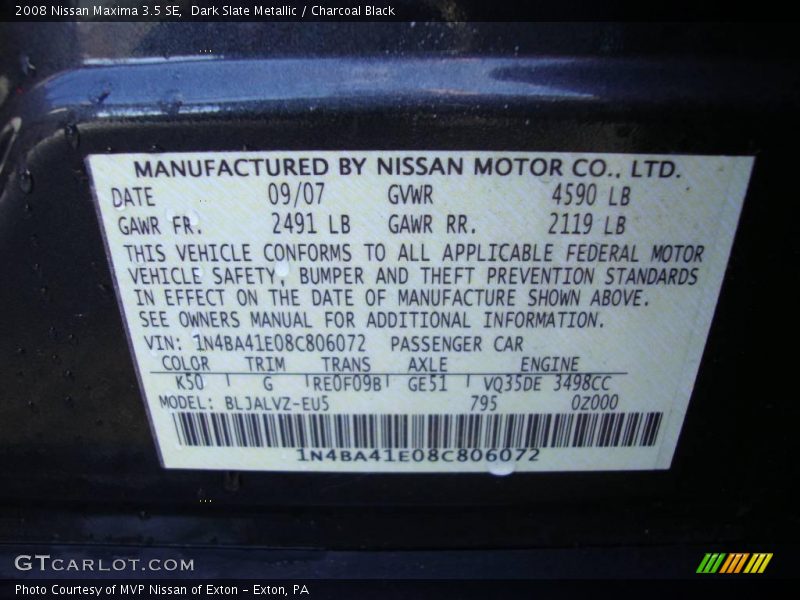 2008 Nissan Maxima 3.5 SE,  Dark Slate Metallic / Charcoal Black
MANUFACTURED BY NISSAN MOTOR CO., LTD.
DATE 09/07 GVWR 4590 LB
GAWR FR. 2491 LB GAWR RR. 2119 LB
THIS VEHICLE CONFORMS TO ALL APPLICABLE FEDERAL MOTOR
VEHICLE SAFETY, BUMPER AND THEFT PREVENTION STANDARDS
IN EFFECT ON THE DATE OF MANUFACTURE SHOWN ABOVE.
SEE OWNERS MANUAL FOR ADDITIONAL INFORMATION.
VIN: 1N4BA41E08C806072 PASSENGER CAR
COLOR TRIM TRANS AXLE ENGINE
K50 G RE0F09B GE51 VQ35DE 3498CC
MODEL: BLJALVZ-EU5 795 0Z000
1N4BA41E08C806072
GTCARLOT.COM
Photo Courtesy of MVP Nissan of Exton - Exton, PA